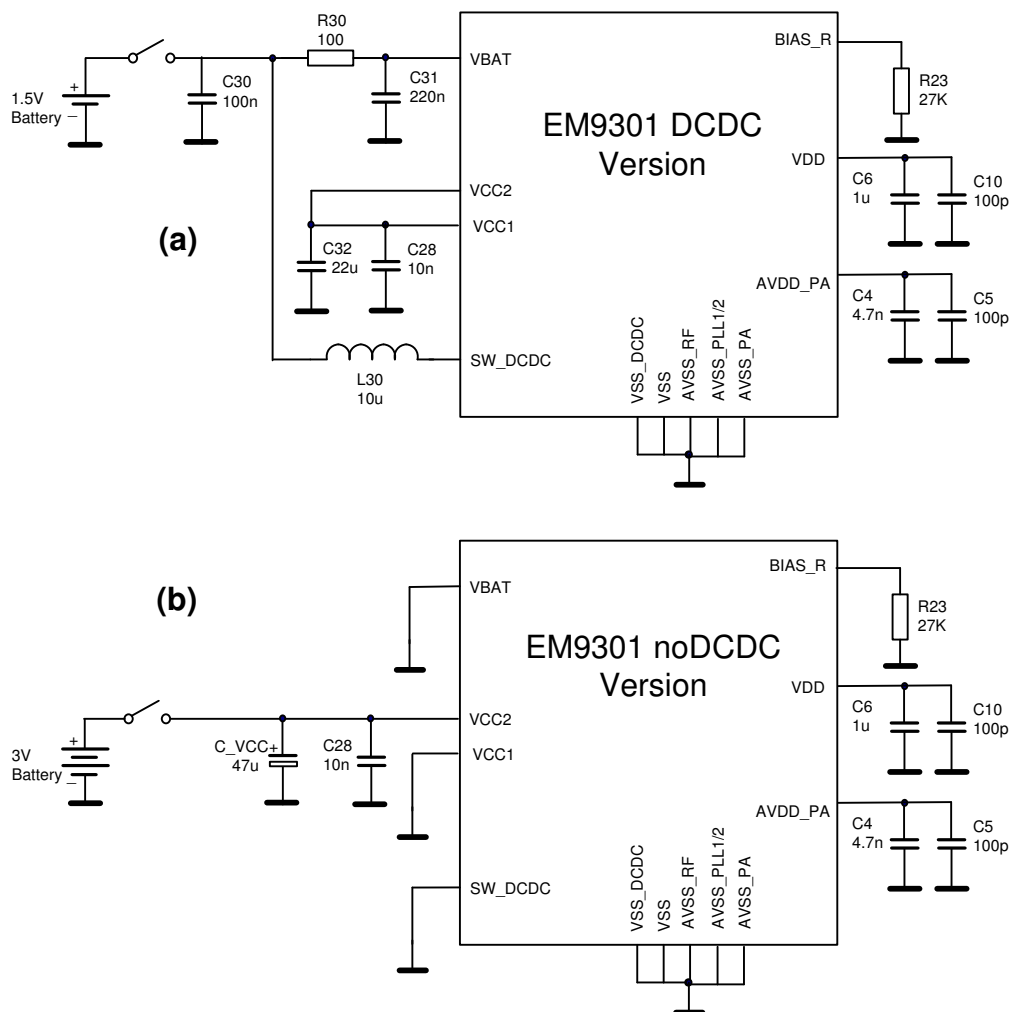 R30
100
BIAS_R
VBAT
C30
100n
C31
220n
R23
27K
1.5V
Battery
+
–
EM9301 DCDC
Version
VDD
C6
1u
C10
100p
VCC2
VCC1
(a)
C32
22u
C28
10n
AVDD_PA
C4
4.7n
C5
100p
SW_DCDC
L30
10u
VSS_DCDC
VSS
AVSS_RF
AVSS_PLL1/2
AVSS_PA
BIAS_R
VBAT
(b)
R23
27K
EM9301 noDCDC
Version
VDD
C6
1u
C10
100p
VCC2
VCC1
3V
Battery
+
–
C_VCC+
47u
C28
10n
AVDD_PA
C4
4.7n
C5
100p
SW_DCDC
VSS_DCDC
VSS
AVSS_RF
AVSS_PLL1/2
AVSS_PA